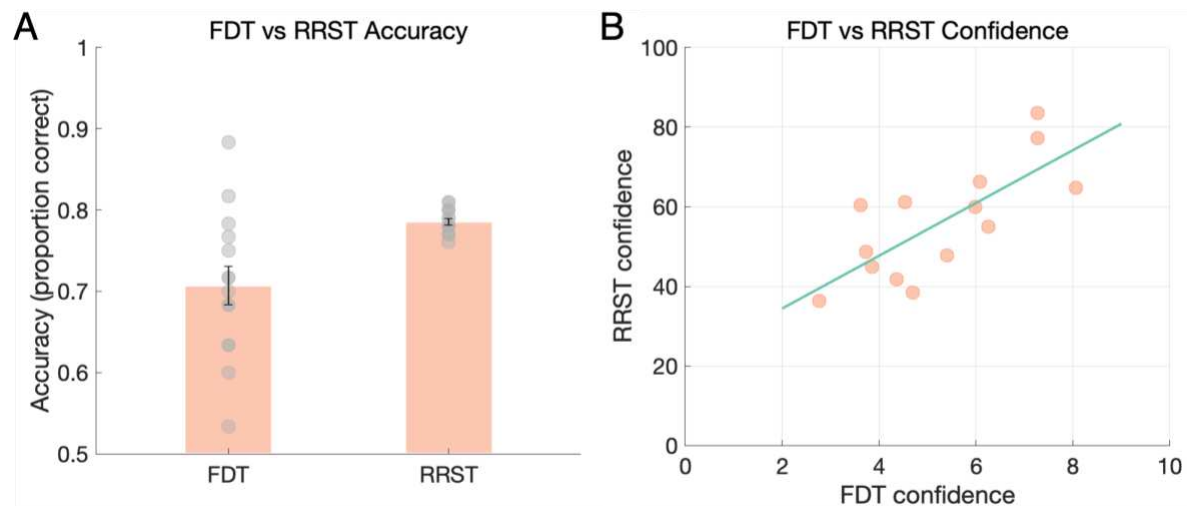 A
FDT vs RRST Accuracy
Accuracy (proportion correct)
1
0.9
0.8
0.7
0.6
0.5
FDT
RRST
B
FDT vs RRST Confidence
RRST confidence
100
80
60
40
20
0
0
2
4
6
8
10
FDT confidence